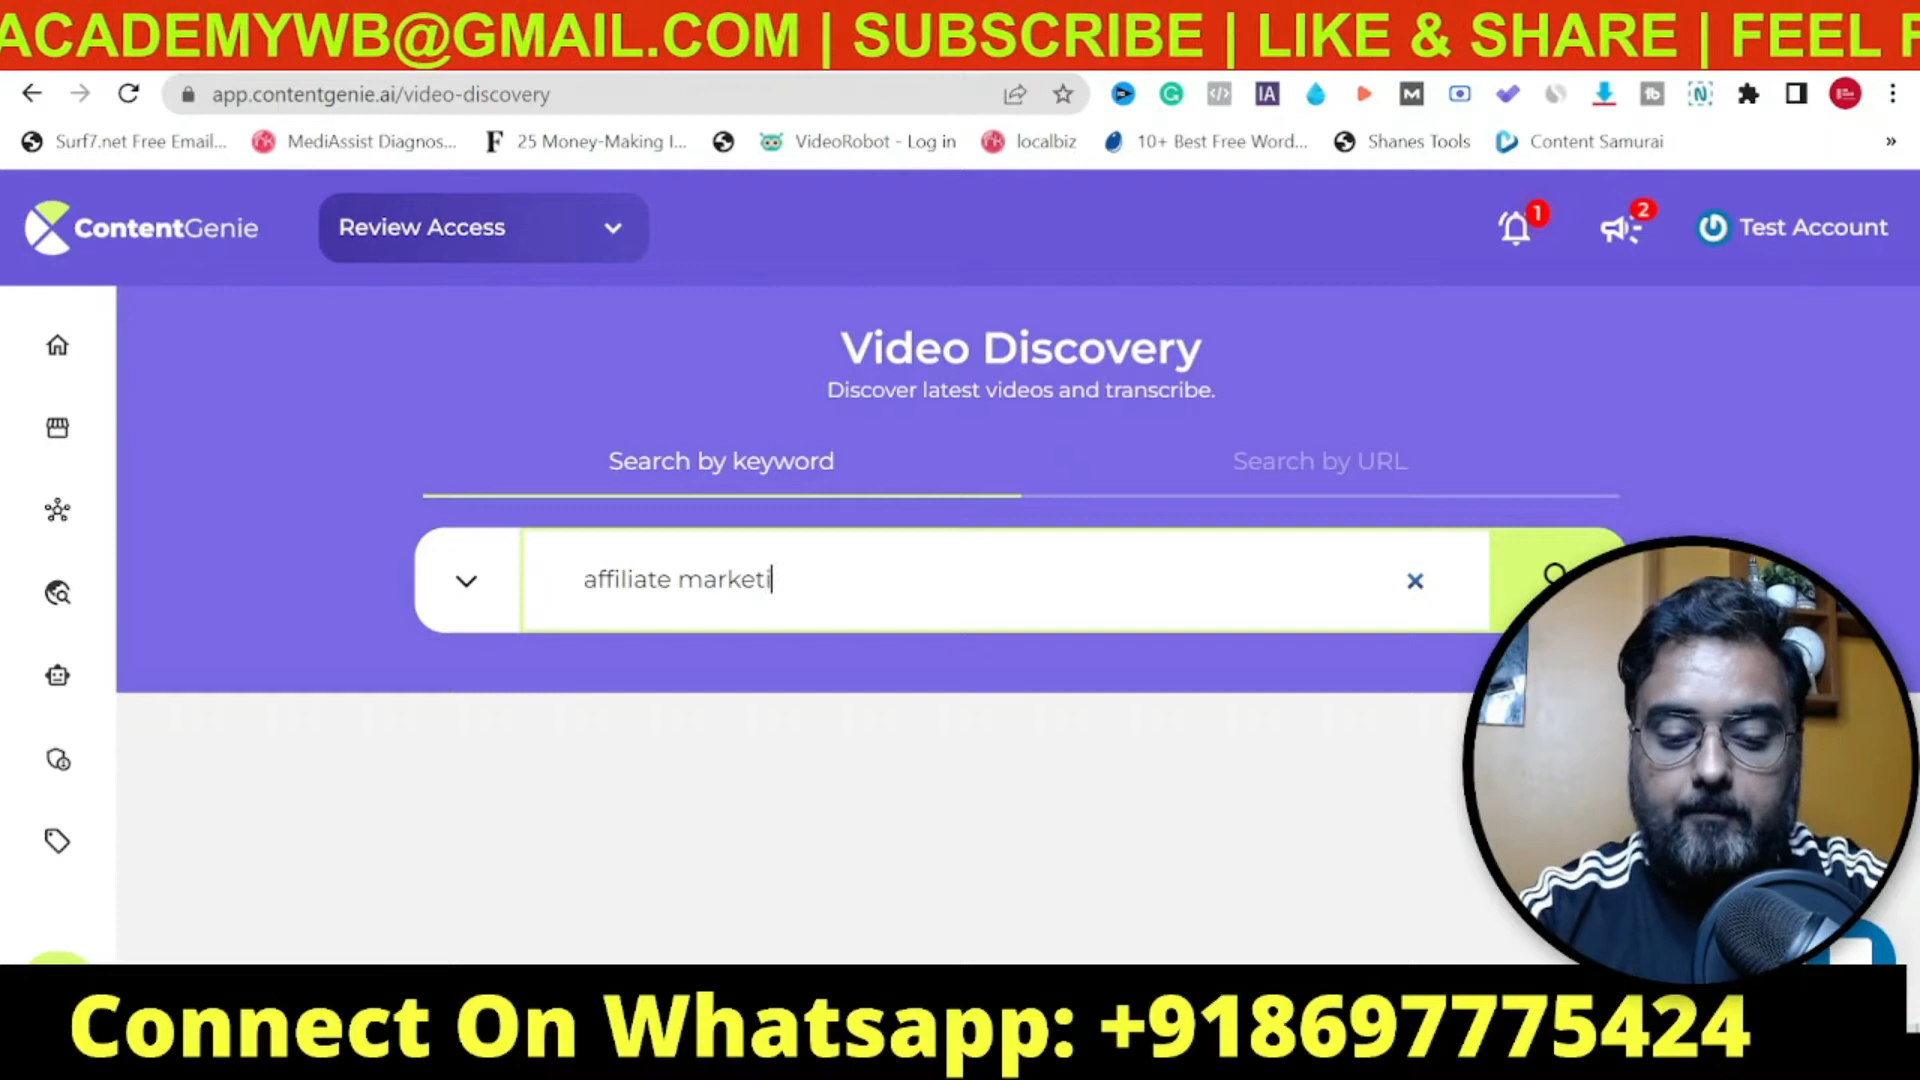 ACADEMYWB@GMAIL.COM | SUBSCRIBE | LIKE & SHARE | FEEL F
app.contentgenie.ai/video-discovery
IA
M
Surf7.net Free Email...
MediAssist Diagnos...
F
25 Money-Making I...
VideoRobot - Log in
localbiz
10+ Best Free Word...
Shanes Tools
Content Samurai
»
ContentGenie
Review Access
1
2
Test Account
Video Discovery
Discover latest videos and transcribe.
Search by keyword
Search by URL
affiliate marketi
Connect On Whatsapp: +918697775424